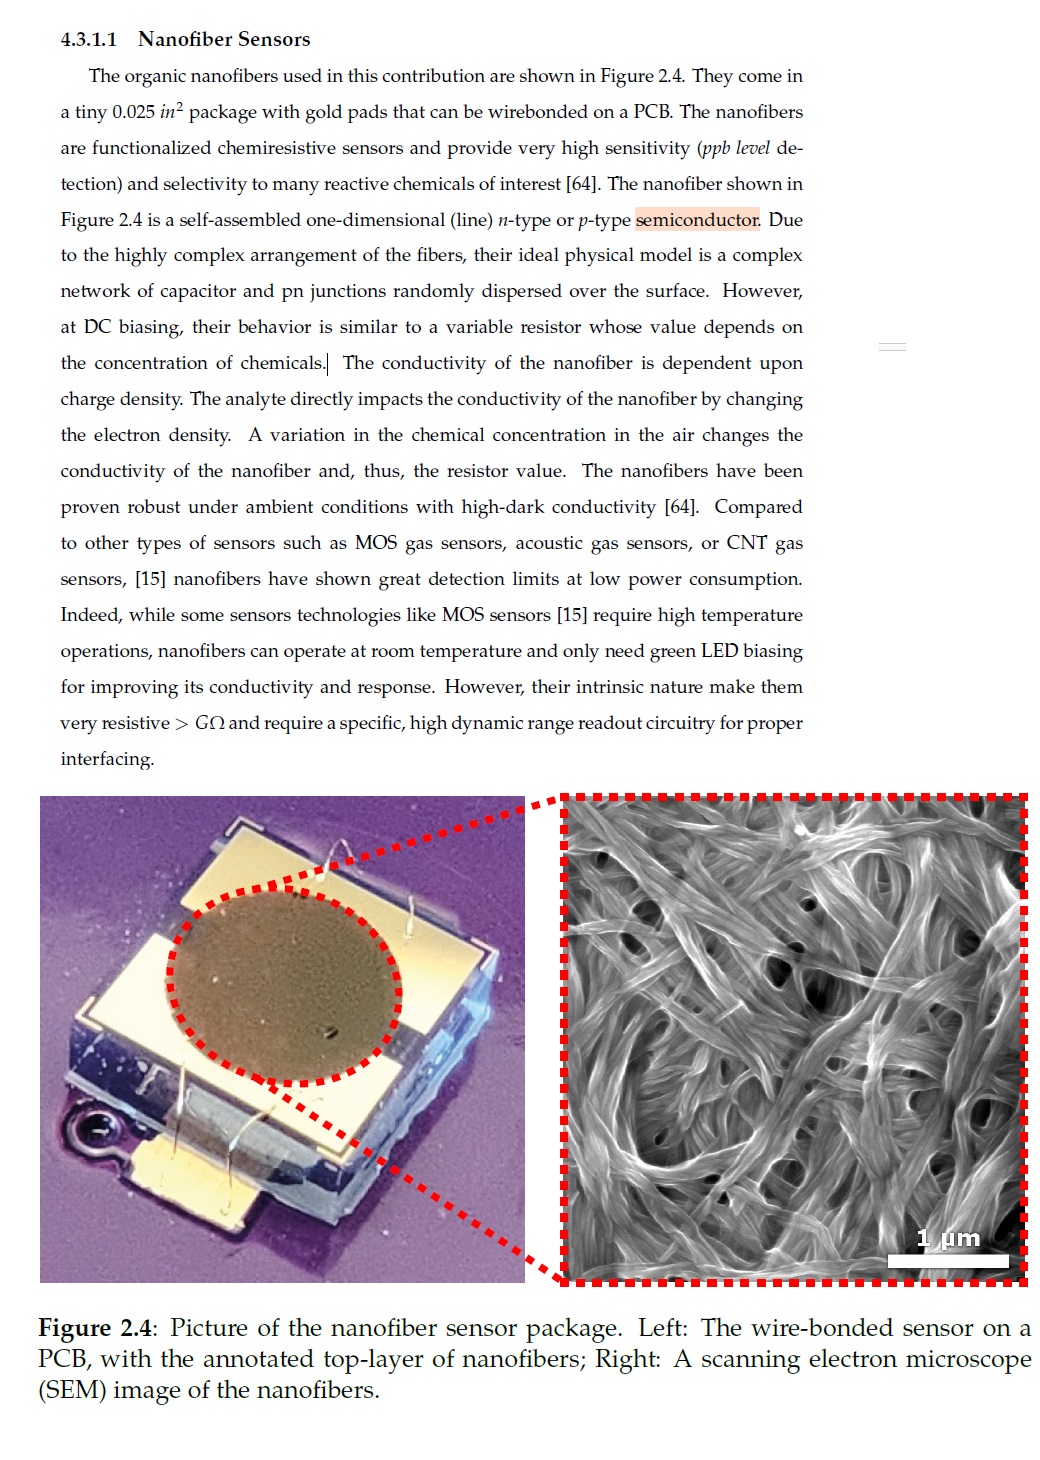 4.3.1.1 Nanofiber Sensors
The organic nanofibers used in this contribution are shown in Figure 2.4. They come in
a tiny 0.025 in² package with gold pads that can be wirebonded on a PCB. The nanofibers
are functionalized chemiresistive sensors and provide very high sensitivity (ppb level de-
tection) and selectivity to many reactive chemicals of interest [64]. The nanofiber shown in
Figure 2.4 is a self-assembled one-dimensional (line) n-type or p-type semiconductor. Due
to the highly complex arrangement of the fibers, their ideal physical model is a complex
network of capacitor and pn junctions randomly dispersed over the surface. However,
at DC biasing, their behavior is similar to a variable resistor whose value depends on
the concentration of chemicals. The conductivity of the nanofiber is dependent upon
charge density. The analyte directly impacts the conductivity of the nanofiber by changing
the electron density. A variation in the chemical concentration in the air changes the
conductivity of the nanofiber and, thus, the resistor value. The nanofibers have been
proven robust under ambient conditions with high-dark conductivity [64]. Compared
to other types of sensors such as MOS gas sensors, acoustic gas sensors, or CNT gas
sensors, [15] nanofibers have shown great detection limits at low power consumption.
Indeed, while some sensors technologies like MOS sensors [15] require high temperature
operations, nanofibers can operate at room temperature and only need green LED biasing
for improving its conductivity and response. However, their intrinsic nature make them
very resistive > GΩ and require a specific, high dynamic range readout circuitry for proper
interfacing.
1 µm
Figure 2.4: Picture of the nanofiber sensor package. Left: The wire-bonded sensor on a
PCB, with the annotated top-layer of nanofibers; Right: A scanning electron microscope
(SEM) image of the nanofibers.